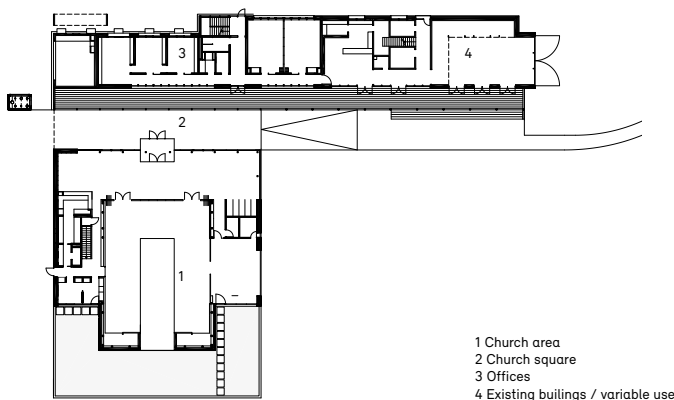 3
4
2
1
1 Church area
2 Church square
3 Offices
4 Existing builings / variable use